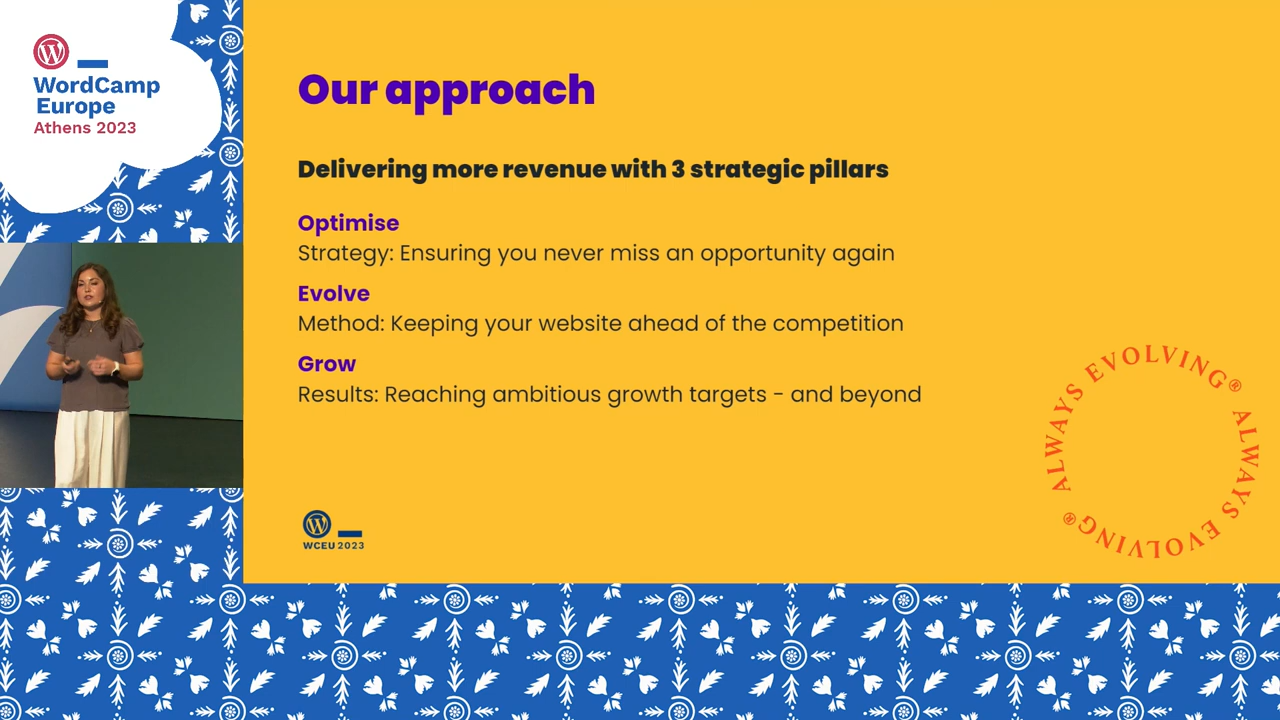 WordCamp
Europe
Athens 2023
Our approach
Delivering more revenue with 3 strategic pillars
Optimise
Strategy: Ensuring you never miss an opportunity again
Evolve
Method: Keeping your website ahead of the competition
Grow
Results: Reaching ambitious growth targets - and beyond
ALWAYS EVOLVING® ALWAYS EVOLVING®
WCEU 2023